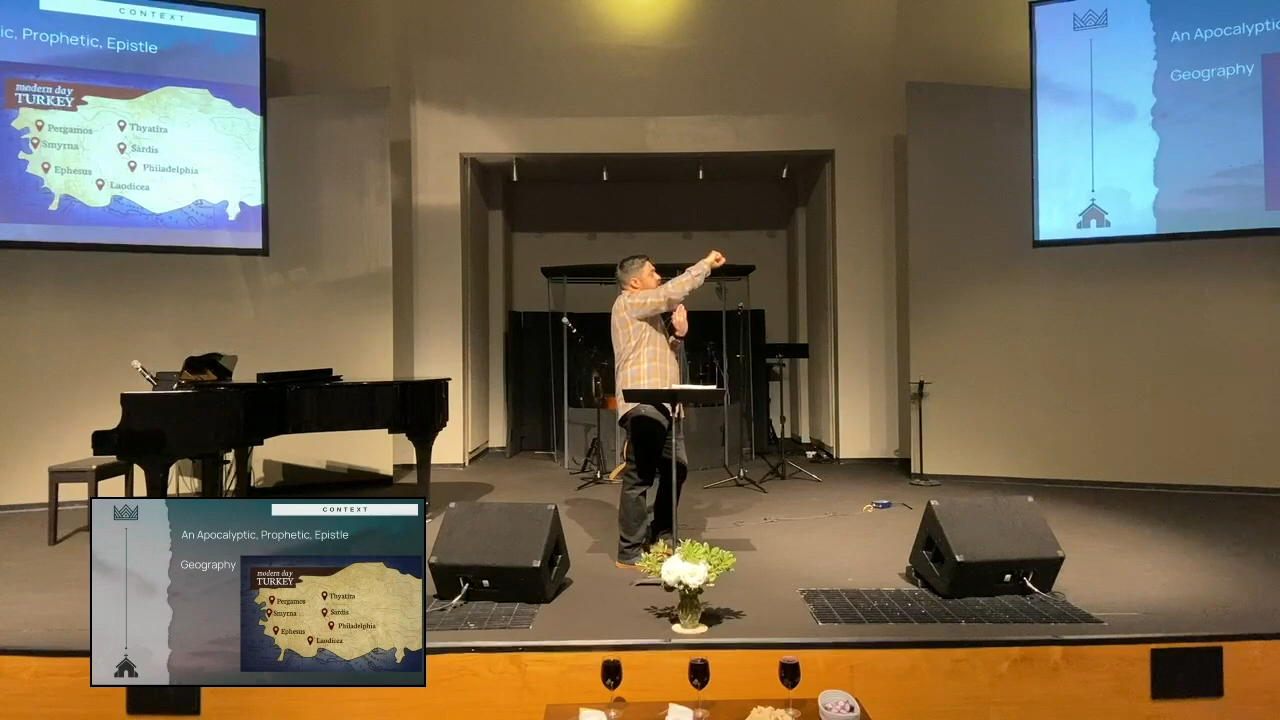 CONTEXT
ic, Prophetic, Epistle
modern day
TURKEY
Pergamos
Thyatira
Smyrna
Sardis
Ephesus
Philadelphia
Laodicea
An Apocalyptic
Geography
CONTEXT
An Apocalyptic, Prophetic, Epistle
Geography
modern day
TURKEY
Pergamos
Thyatira
Smyrna
Sardis
Ephesus
Philadelphia
Laodicea